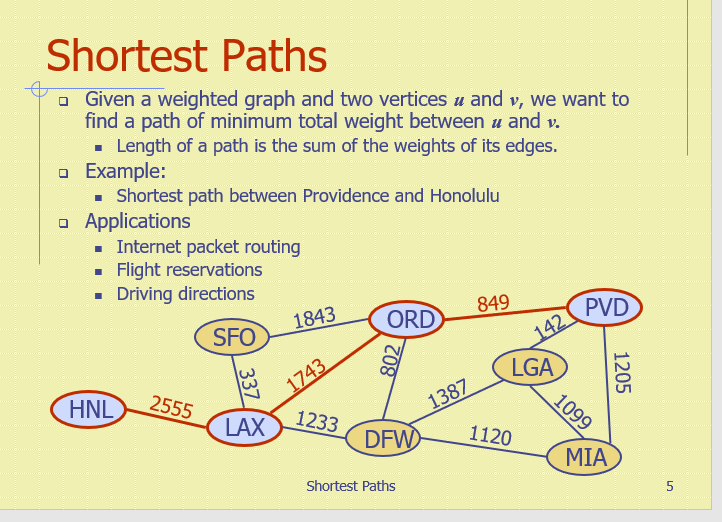 Shortest Paths
Given a weighted graph and two vertices u and v, we want to
find a path of minimum total weight between u and v.
Length of a path is the sum of the weights of its edges.
Example:
Shortest path between Providence and Honolulu
Applications
Internet packet routing
Flight reservations
Driving directions
849
PVD
1843
ORD
SFO
142
802
LGA
1205
1743
337
1387
2555
HNL
1099
LAX
1233
DFW
1120
MIA
Shortest Paths
5